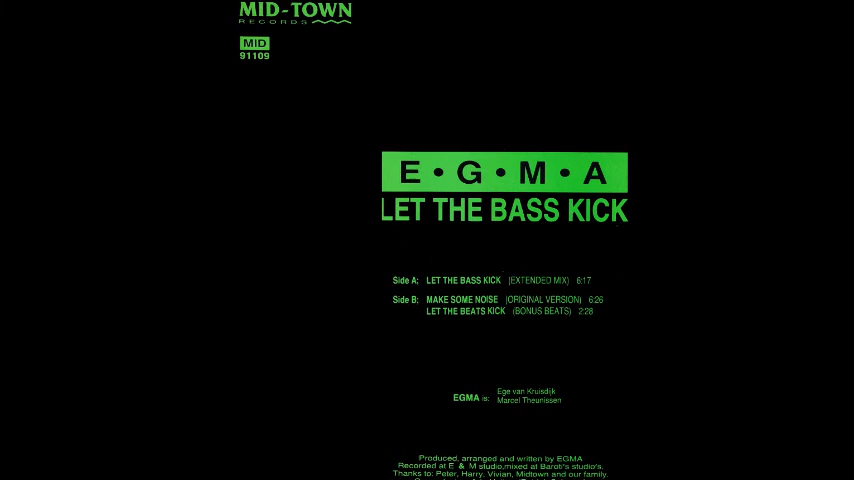 MID-TOWN
RECORDS
MID
91109
E•G•M•A
LET THE BASS KICK
Side A: LET THE BASS KICK (EXTENDED MIX) 6:17
Side B: MAKE SOME NOISE (ORIGINAL VERSION) 6:26
LET THE BEATS KICK (BONUS BEATS) 2:28
EGMA is: Ege van Kruisdijk
Marcel Theunissen
Produced, arranged and written by EGMA
Recorded at E & M studio,mixed at Baroti's studio's.
Thanks to: Peter, Harry, Vivian, Midtown and our family.